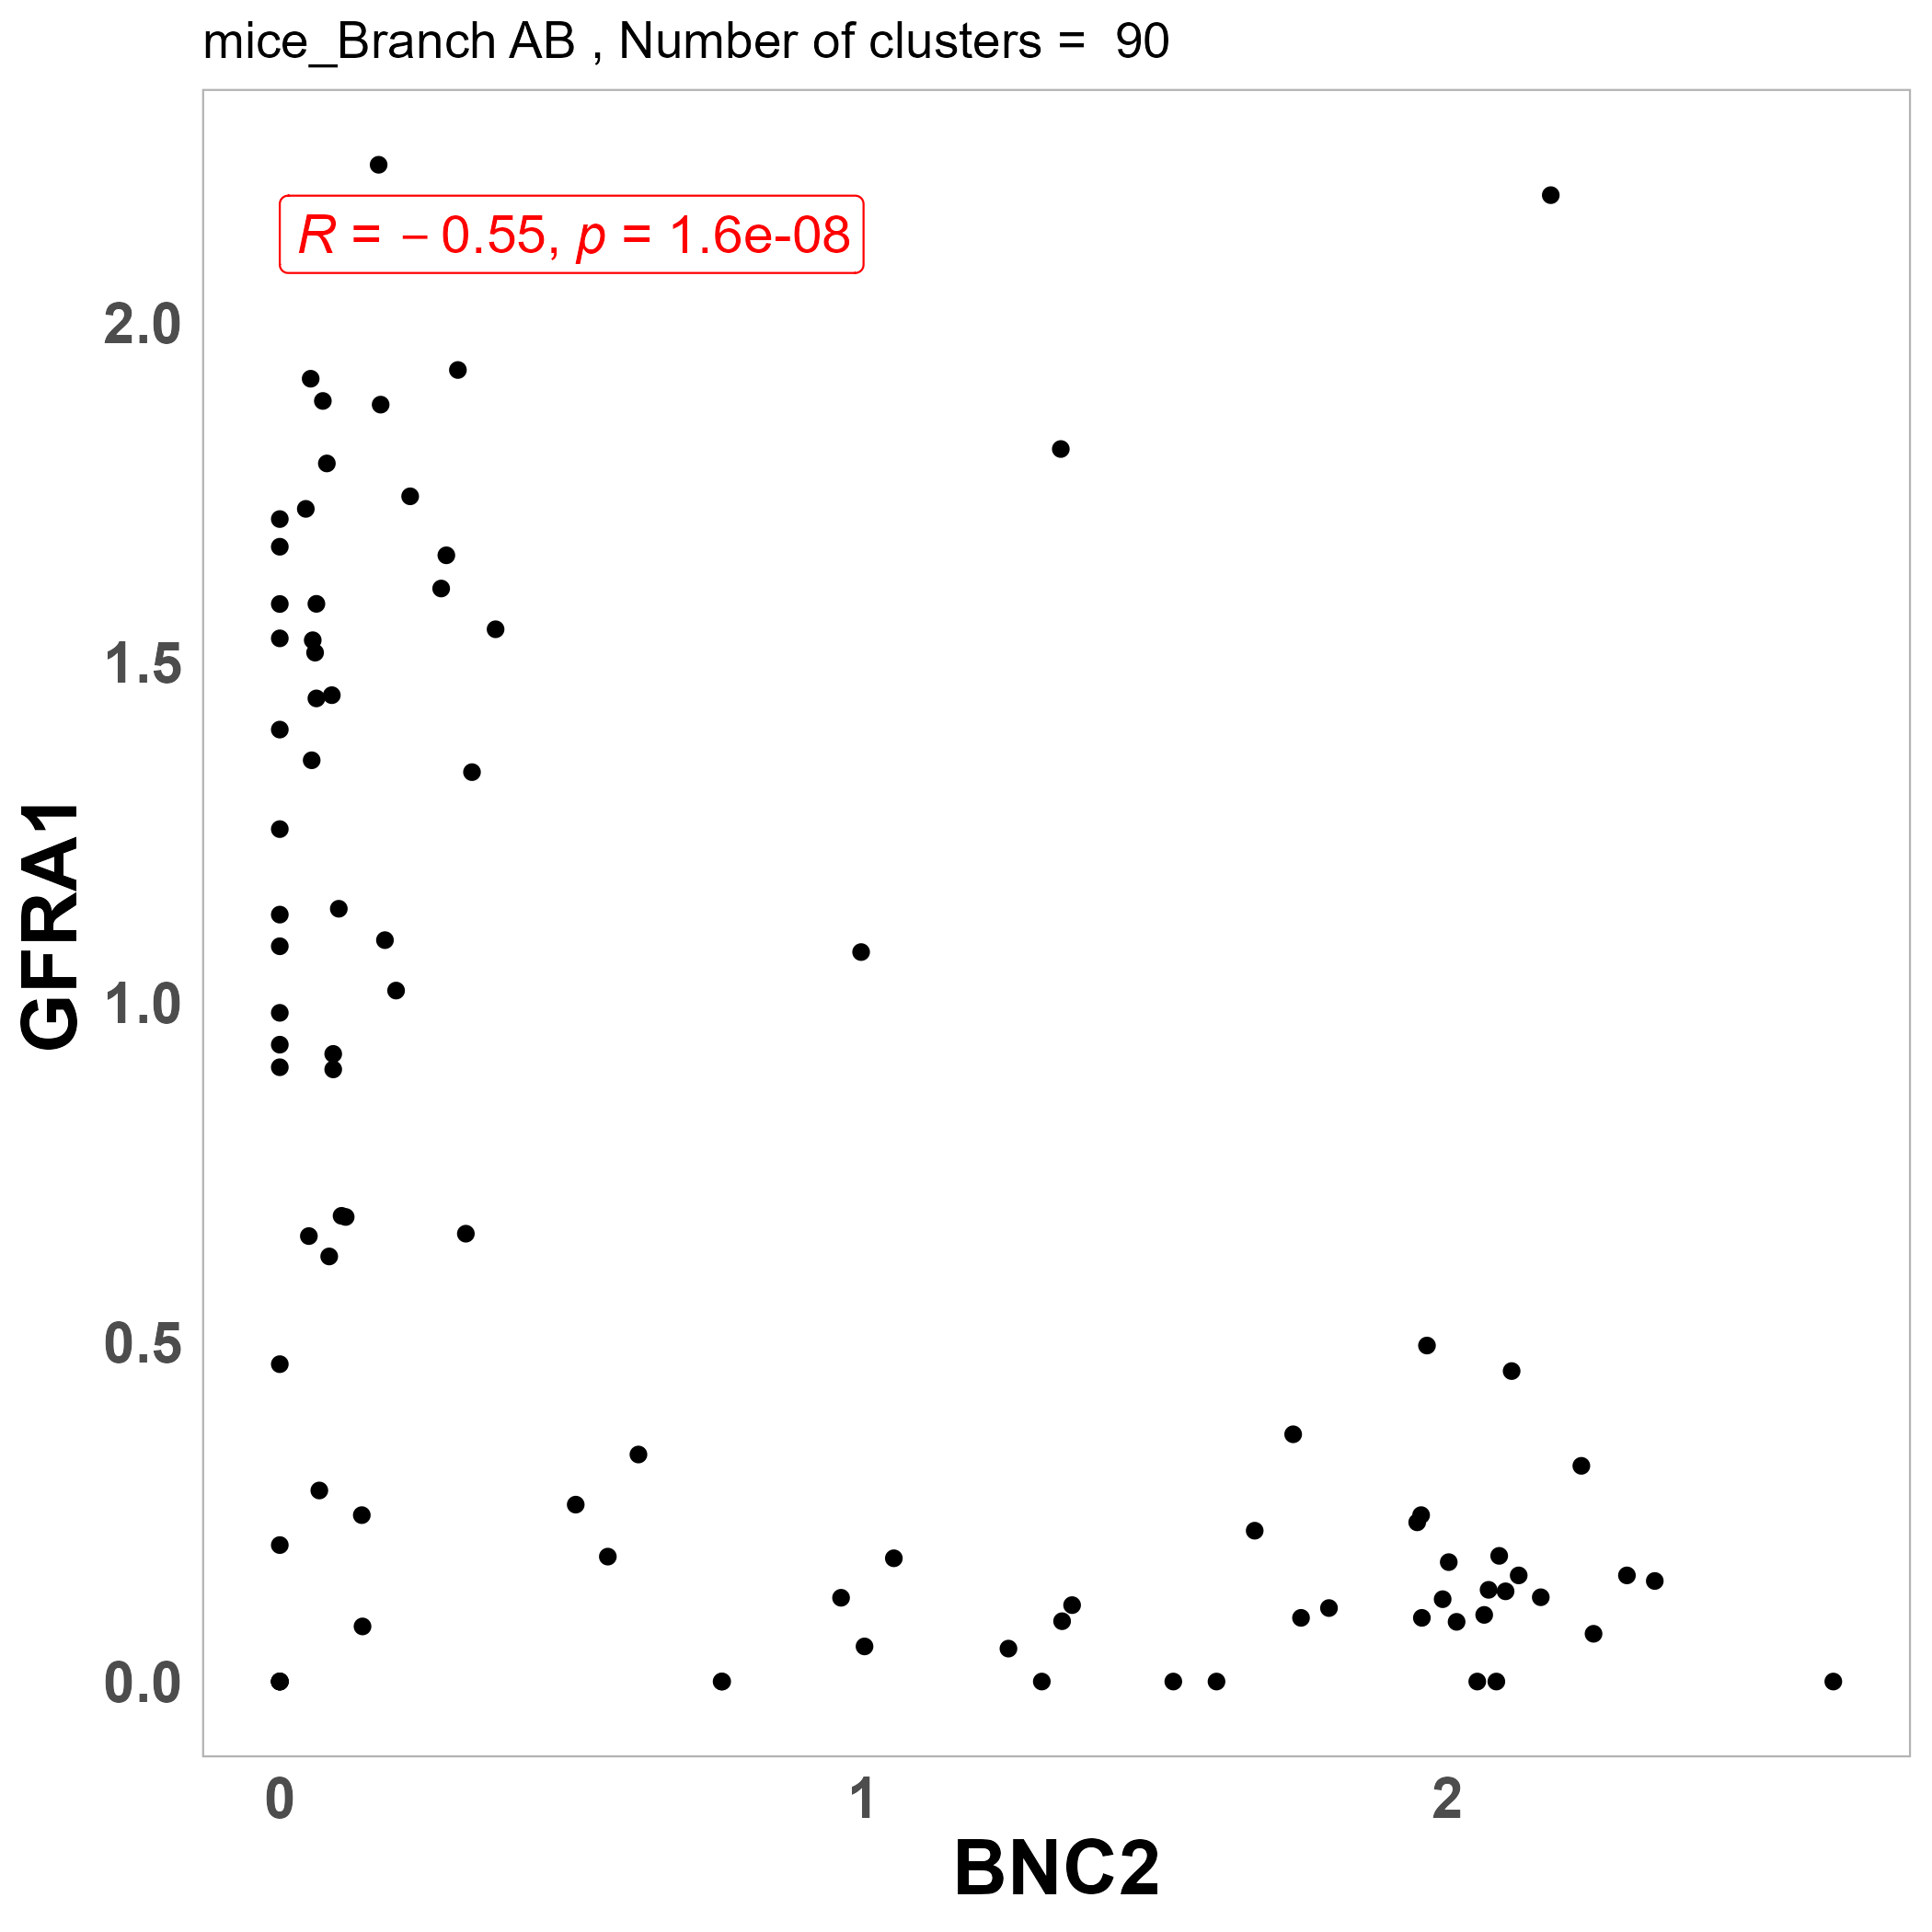 mice_Branch AB , Number of clusters =  90
R = – 0.55, p = 1.6e-08
2.0
1.5
1.0
0.5
0.0
GFRA1
0 1 2
BNC2